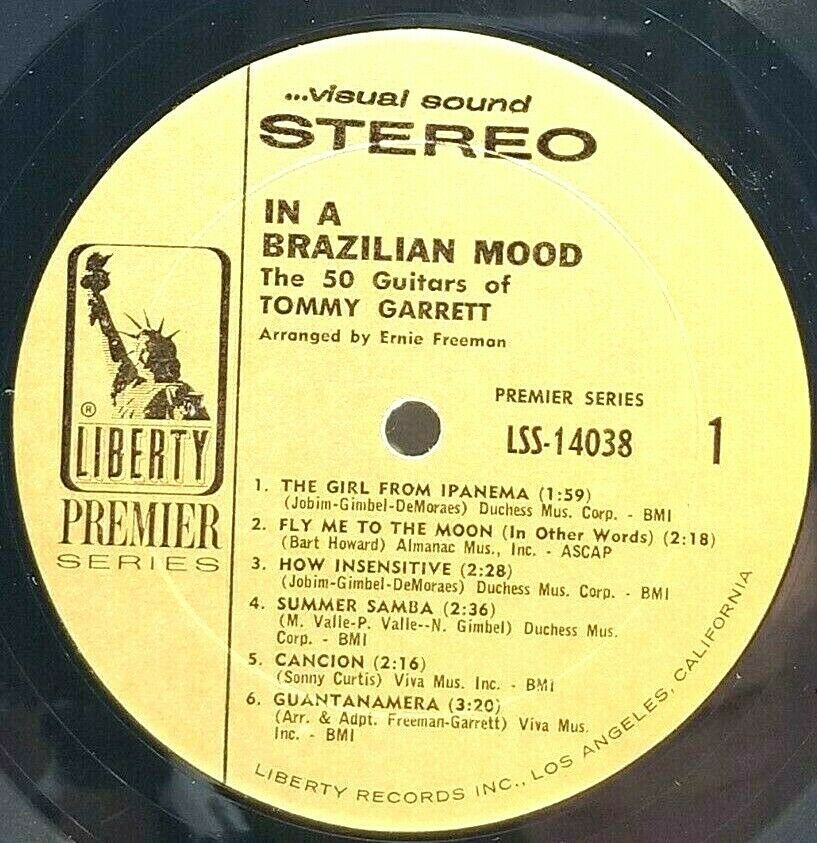 ...visual sound
STEREO
IN A
BRAZILIAN MOOD
The 50 Guitars of
TOMMY GARRETT
Arranged by Ernie Freeman
PREMIER SERIES
LSS-14038
1
®
LIBERTY
PREMIER
SERIES
1. THE GIRL FROM IPANEMA (1:59)
(Jobim-Gimbel-DeMoraes) Duchess Mus. Corp. - BMI
2. FLY ME TO THE MOON (In Other Words) (2:18)
(Bart Howard) Almanac Mus., Inc. - ASCAP
3. HOW INSENSITIVE (2:28)
(Jobim-Gimbel-DeMoraes) Duchess Mus. Corp. - BMI
4. SUMMER SAMBA (2:36)
(M. Valle-P. Valle--N. Gimbel) Duchess Mus.
Corp. - BMI
5. CANCION (2:16)
(Sonny Curtis) Viva Mus. Inc. - BMI
6. GUANTANAMERA (3:20)
(Arr. & Adpt. Freeman-Garrett) Viva Mus.
Inc. - BMI
LIBERTY RECORDS INC., LOS ANGELES, CALIFORNIA